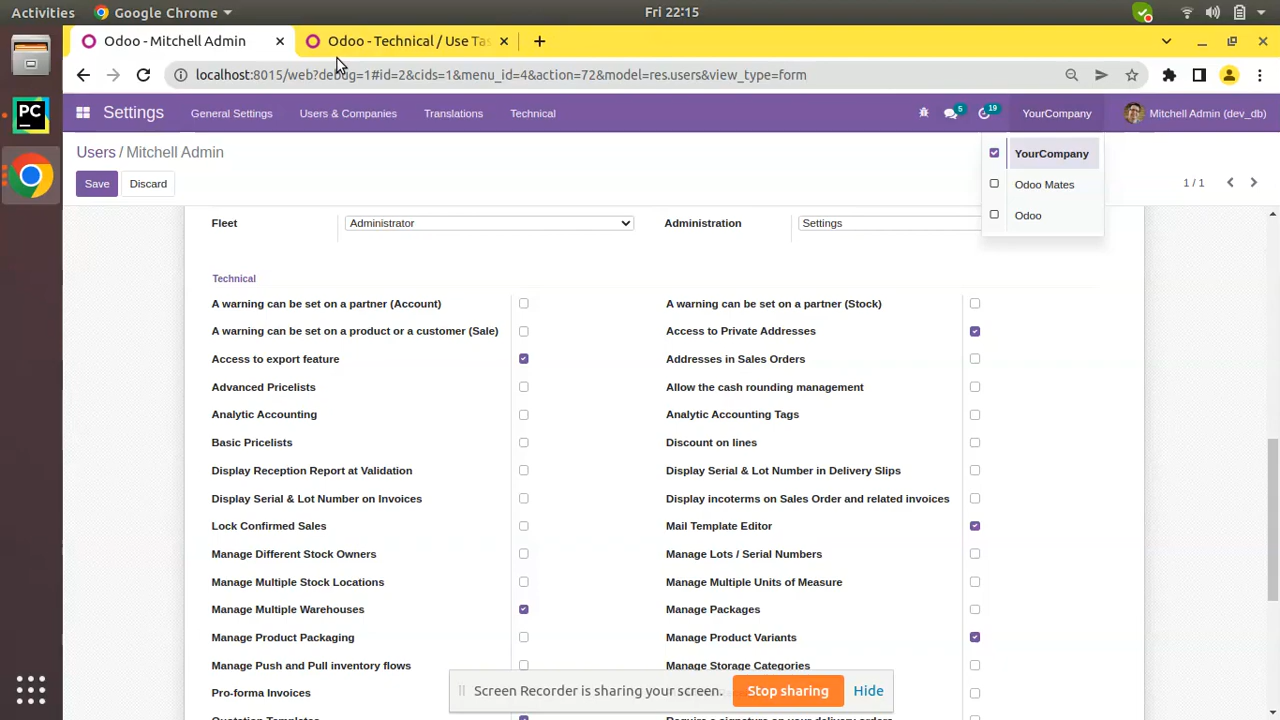 Activities
Google Chrome
Fri 22:15
Odoo - Mitchell Admin
Odoo - Technical / Use Tas
localhost:8015/web?debug=1#id=2&cids=1&menu_id=4&action=72&model=res.users&view_type=form
PC
Settings
General Settings
Users & Companies
Translations
Technical
5
19
YourCompany
Mitchell Admin (dev_db)
Users / Mitchell Admin
YourCompany
Odoo Mates
Odoo
Save
Discard
1 / 1
Fleet
Administrator
Administration
Settings
Technical
A warning can be set on a partner (Account)
A warning can be set on a partner (Stock)
A warning can be set on a product or a customer (Sale)
Access to Private Addresses
Access to export feature
Addresses in Sales Orders
Advanced Pricelists
Allow the cash rounding management
Analytic Accounting
Analytic Accounting Tags
Basic Pricelists
Discount on lines
Display Reception Report at Validation
Display Serial & Lot Number in Delivery Slips
Display Serial & Lot Number on Invoices
Display incoterms on Sales Order and related invoices
Lock Confirmed Sales
Mail Template Editor
Manage Different Stock Owners
Manage Lots / Serial Numbers
Manage Multiple Stock Locations
Manage Multiple Units of Measure
Manage Multiple Warehouses
Manage Packages
Manage Product Packaging
Manage Product Variants
Manage Push and Pull inventory flows
Manage Storage Categories
Pro-forma Invoices
Screen Recorder is sharing your screen.
Stop sharing
Hide
Quotation Templates
Require a signature on your delivery orders